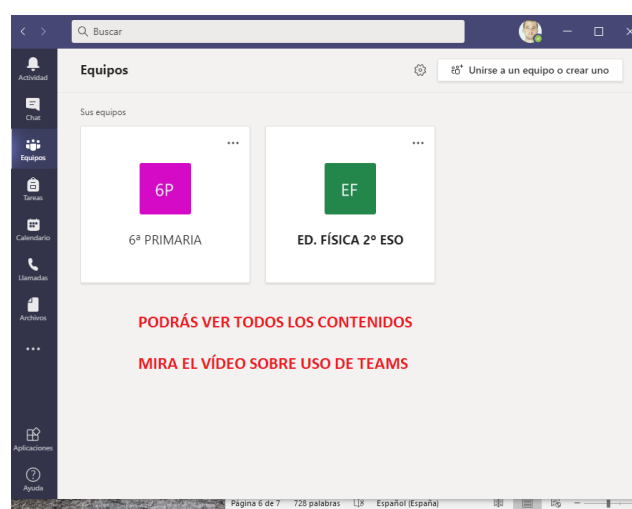 Buscar
Actividad
Chat
Equipos
Tareas
Calendario
Llamadas
Archivos
Aplicaciones
Ayuda
Equipos
Unirse a un equipo o crear uno
Sus equipos
6P
6ª PRIMARIA
EF
ED. FÍSICA 2º ESO
PODRÁS VER TODOS LOS CONTENIDOS
MIRA EL VÍDEO SOBRE USO DE TEAMS
Página 6 de 7 728 palabras Español (España)